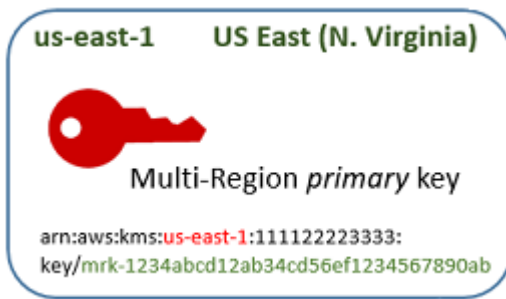 us-east-1 US East (N. Virginia)
Multi-Region primary key
arn:aws:kms:us-east-1:111122223333:
key/mrk-1234abcd12ab34cd56ef1234567890ab